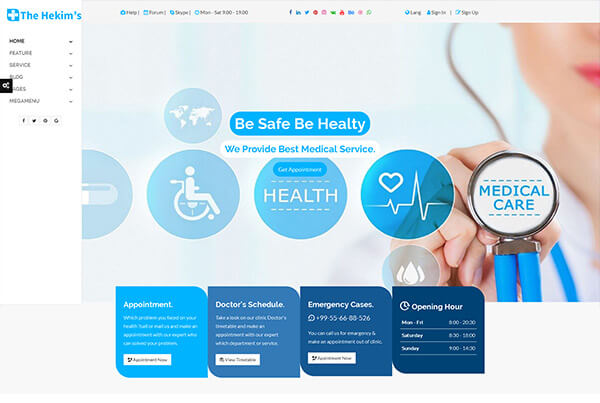 The Hekim's
Help |
Forum |
Skype |
Mon - Sat 9.00 - 19.00
Lang
Sign In
|
Sign Up
HOME
FEATURE
SERVICE
BLOG
PAGES
MEGAMENU
Be Safe Be Healty
We Provide Best Medical Service.
Get Appointment
HEALTH
MEDICAL
CARE
Appointment.
Which problem you based on your
health !call or mail us and make an
appointment with our expert who
can solved your problem.
Appointment Now
Doctor's Schedule.
Take a look on our clinic Doctor's
timetable and make an
appointment with our expert
which department or service.
View Timetable
Emergency Cases.
+99-55-66-88-526
You can call us for emergency &
make an appointment out of clinic.
Appointment Now
Opening Hour
Mon - Fri 8:00 - 20:30
Saturday 8:30 - 18:00
Sunday 9:00 - 14:30